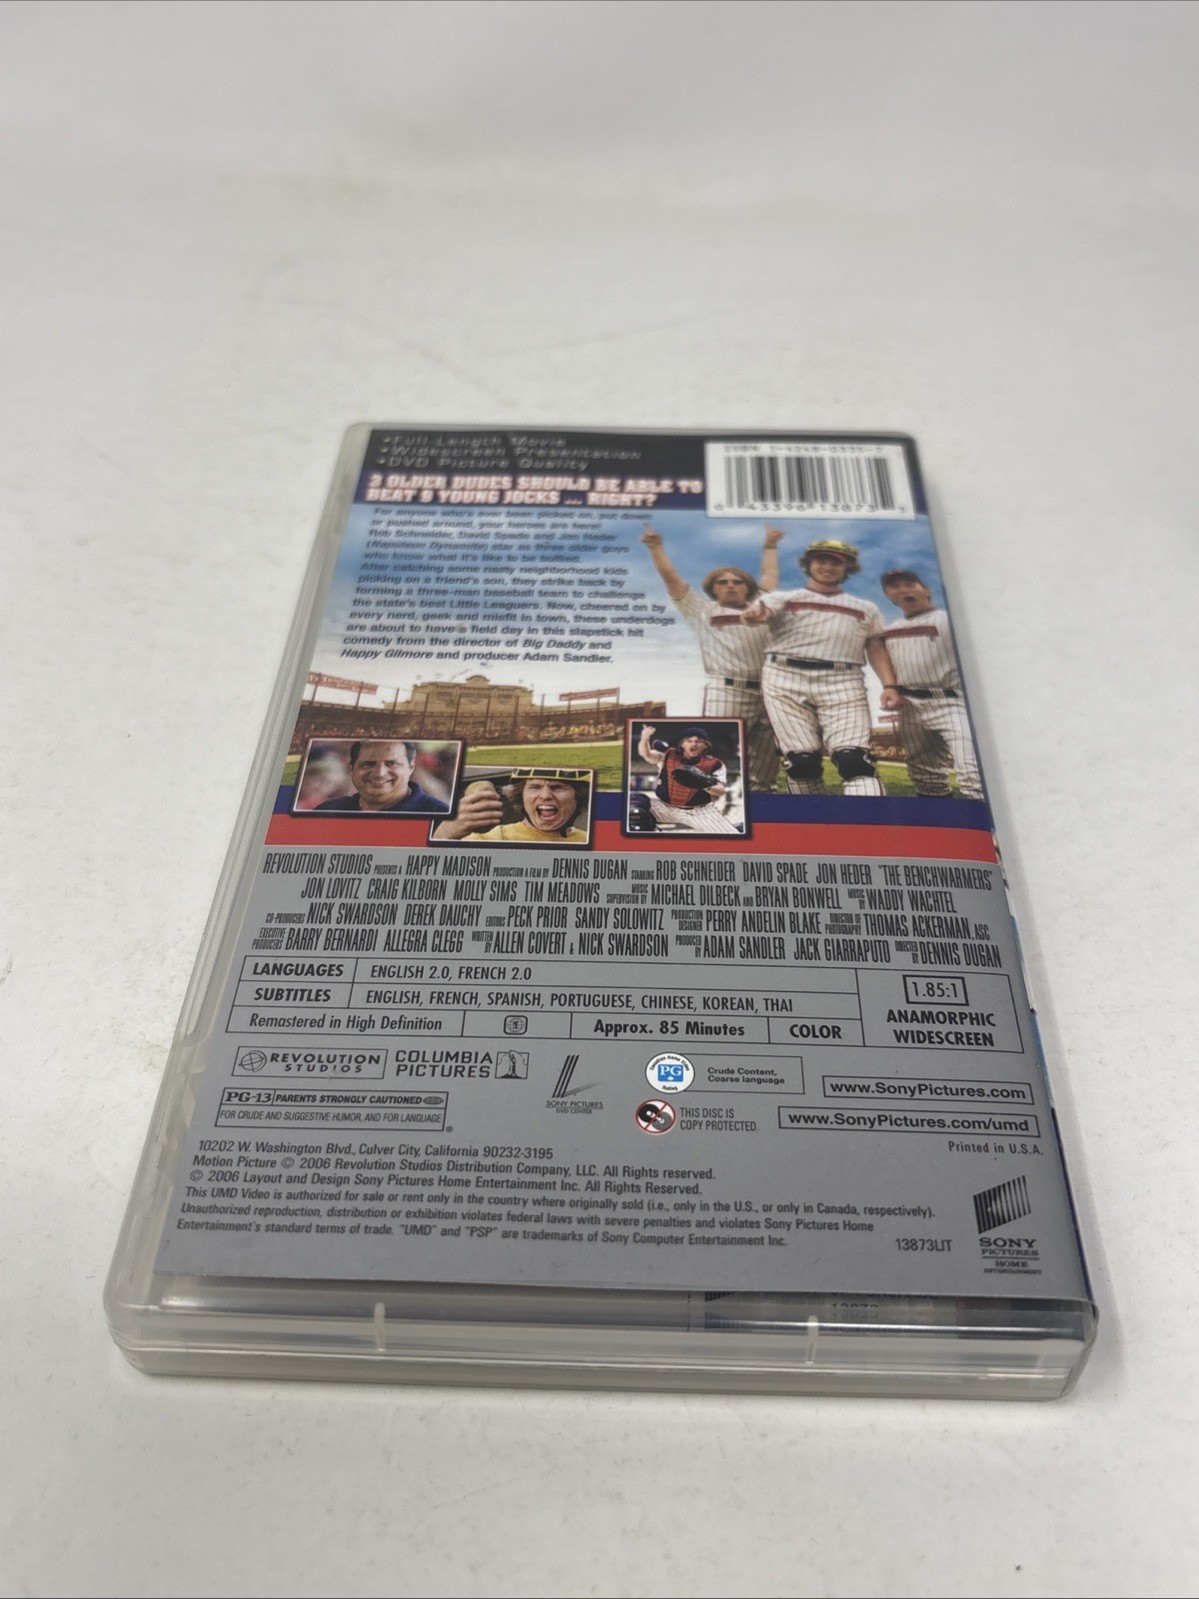 •Full-Length Movie
•Widescreen Presentation
•DVD Picture Quality
ISBN 1-4248-0335-7
43396 13873
3 OLDER DUDES SHOULD BE ABLE TO
BEAT 9 YOUNG JOCKS ... RIGHT?
For anyone who's ever been picked on, put down
or pushed around, your heroes are here!
Rob Schneider, David Spade and Jon Heder
(Napoleon Dynamite) star as three older guys
who know what it's like to be bullied.
After catching some nasty neighborhood kids
picking on a friend's son, they strike back by
forming a three-man baseball team to challenge
the state's best Little Leaguers. Now, cheered on by
every nerd, geek and misfit in town, these underdogs
are about to have a field day in this slapstick hit
comedy from the director of Big Daddy and
Happy Gilmore and producer Adam Sandler.
REVOLUTION STUDIOS PRESENTS A HAPPY MADISON PRODUCTION A FILM BY DENNIS DUGAN STARRING ROB SCHNEIDER DAVID SPADE JON HEDER "THE BENCHWARMERS"
JON LOVITZ CRAIG KILBORN MOLLY SIMS TIM MEADOWS MUSIC SUPERVISION BY MICHAEL DILBECK AND BRYAN BONWELL MUSIC BY WADDY WACHTEL
CO-PRODUCERS NICK SWARDSON DEREK DAUCHY EDITORS PECK PRIOR SANDY SOLOWITZ PRODUCTION DESIGNER PERRY ANDELIN BLAKE DIRECTOR OF PHOTOGRAPHY THOMAS ACKERMAN, ASC
EXECUTIVE PRODUCERS BARRY BERNARDI ALLEGRA CLEGG WRITTEN BY ALLEN COVERT & NICK SWARDSON PRODUCED BY ADAM SANDLER JACK GIARRAPUTO DIRECTED BY DENNIS DUGAN
LANGUAGES ENGLISH 2.0, FRENCH 2.0
SUBTITLES ENGLISH, FRENCH, SPANISH, PORTUGUESE, CHINESE, KOREAN, THAI
Remastered in High Definition 1 Approx. 85 Minutes COLOR
1.85:1
ANAMORPHIC
WIDESCREEN
REVOLUTION
STUDIOS
COLUMBIA
PICTURES
SONY PICTURES
DVD CENTER
PG
Crude Content,
Coarse language
www.SonyPictures.com
PG-13 PARENTS STRONGLY CAUTIONED
FOR CRUDE AND SUGGESTIVE HUMOR, AND FOR LANGUAGE
®
THIS DISC IS
COPY PROTECTED.
www.SonyPictures.com/umd
Printed in U.S.A.
10202 W. Washington Blvd., Culver City, California 90232-3195
Motion Picture © 2006 Revolution Studios Distribution Company, LLC. All Rights reserved.
© 2006 Layout and Design Sony Pictures Home Entertainment Inc. All Rights Reserved.
This UMD Video is authorized for sale or rent only in the country where originally sold (i.e., only in the U.S., or only in Canada, respectively).
Unauthorized reproduction, distribution or exhibition violates federal laws with severe penalties and violates Sony Pictures Home
Entertainment's standard terms of trade. "UMD" and "PSP" are trademarks of Sony Computer Entertainment Inc.
13873LIT
SONY
PICTURES
HOME
ENTERTAINMENT